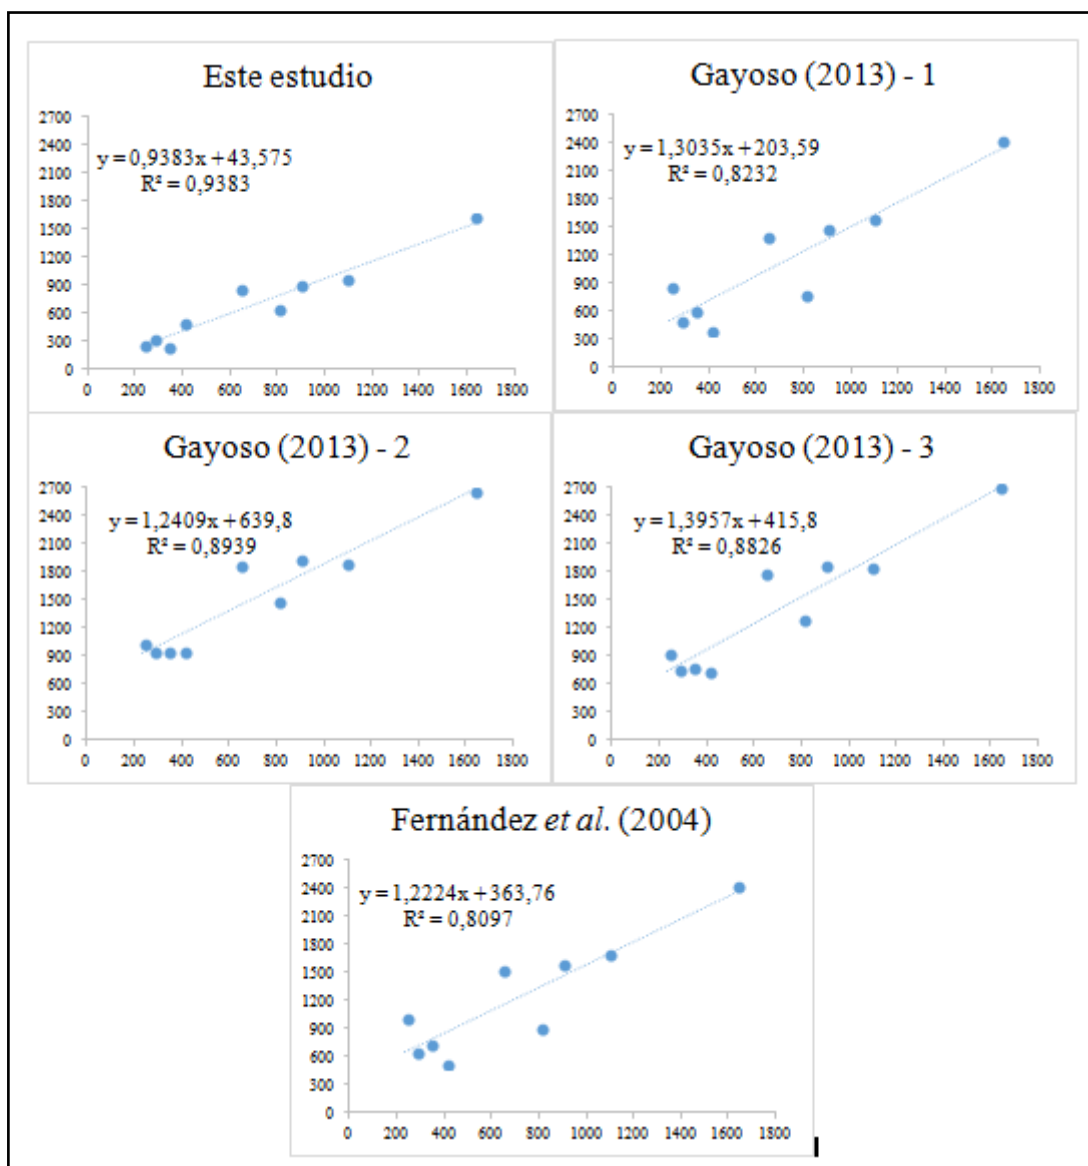 Este estudio
y = 0,9383x + 43,575
R² = 0,9383
2700
2400
2100
1800
1500
1200
900
600
300
0
0 200 400 600 800 1000 1200 1400 1600 1800
Gayoso (2013) - 1
y = 1,3035x + 203,59
R² = 0,8232
2700
2400
2100
1800
1500
1200
900
600
300
0
0 200 400 600 800 1000 1200 1400 1600 1800
Gayoso (2013) - 2
y = 1,2409x + 639,8
R² = 0,8939
2700
2400
2100
1800
1500
1200
900
600
300
0
0 200 400 600 800 1000 1200 1400 1600 1800
Gayoso (2013) - 3
y = 1,3957x + 415,8
R² = 0,8826
2700
2400
2100
1800
1500
1200
900
600
300
0
0 200 400 600 800 1000 1200 1400 1600 1800
Fernández et al. (2004)
y = 1,2224x + 363,76
R² = 0,8097
2700
2400
2100
1800
1500
1200
900
600
300
0
0 200 400 600 800 1000 1200 1400 1600 1800